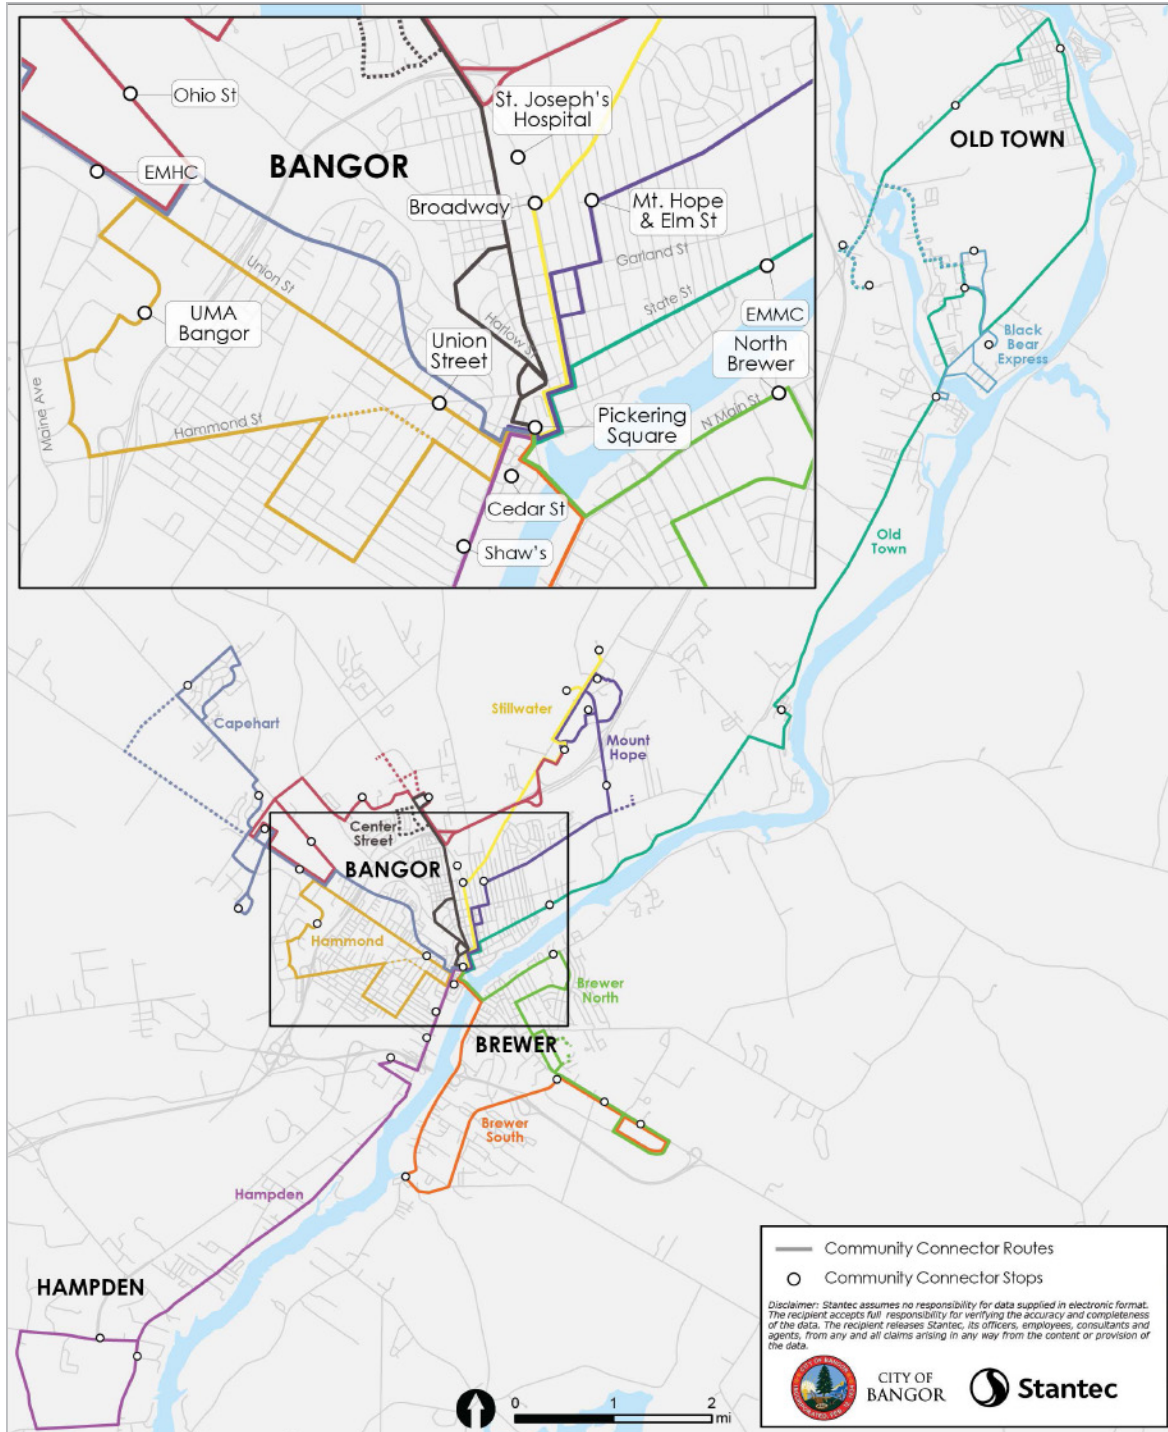 Ohio St
EMHC
BANGOR
St. Joseph's
Hospital
Broadway
Mt. Hope
& Elm St
Garland St
State St
EMMC
Union St
UMA
Bangor
Harlow St
Union
Street
North
Brewer
Maine Ave
Hammond St
N Main St
Pickering
Square
Cedar St
Shaw's
OLD TOWN
Black
Bear
Express
Old
Town
Capehart
Stillwater
Mount
Hope
Center
Street
BANGOR
Hammond
Brewer
North
BREWER
Brewer
South
Hampden
HAMPDEN
0 1 2
mi
Community Connector Routes
Community Connector Stops
Disclaimer: Stantec assumes no responsibility for data supplied in electronic format.
The recipient accepts full responsibility for verifying the accuracy and completeness
of the data. The recipient releases Stantec, its officers, employees, consultants and
agents, from any and all claims arising in any way from the content or provision of
the data.
CITY OF BANGOR
CITY OF
BANGOR
Stantec